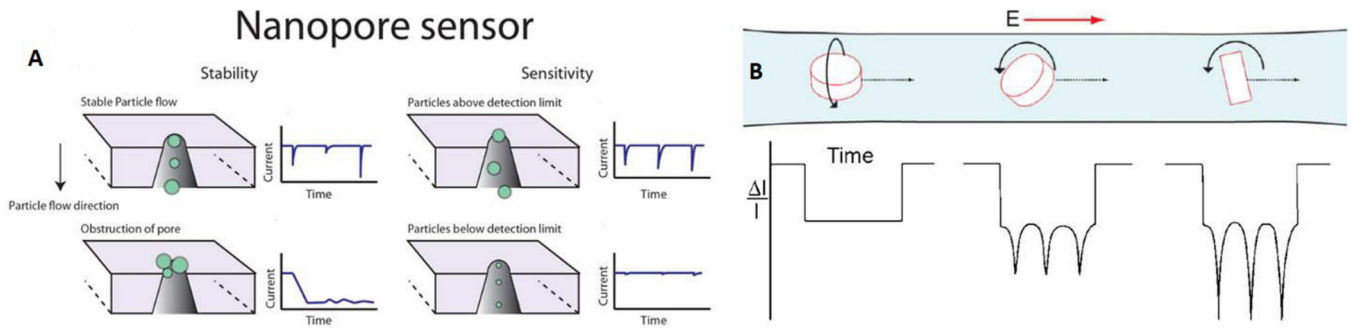 Nanopore sensor
A
Stability
Sensitivity
Stable Particle flow
Particles above detection limit
Current
Time
Current
Time
Particle flow direction
Obstruction of pore
Particles below detection limit
Current
Time
Current
Time
E
B
Time
ΔI
I